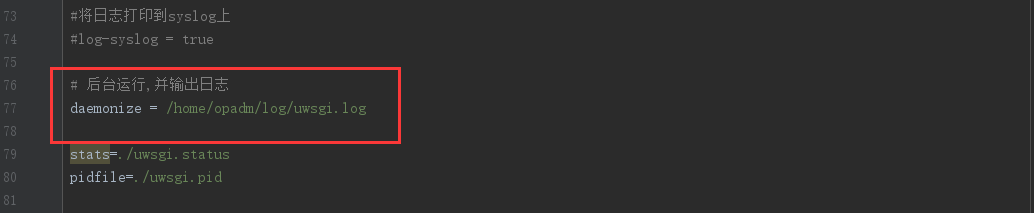 73 #将日志打印到syslog上
74 #log-syslog = true
75
76 # 后台运行,并输出日志
77 daemonize = /home/opadm/log/uwsgi.log
78
79 stats=./uwsgi.status
80 pidfile=./uwsgi.pid
81